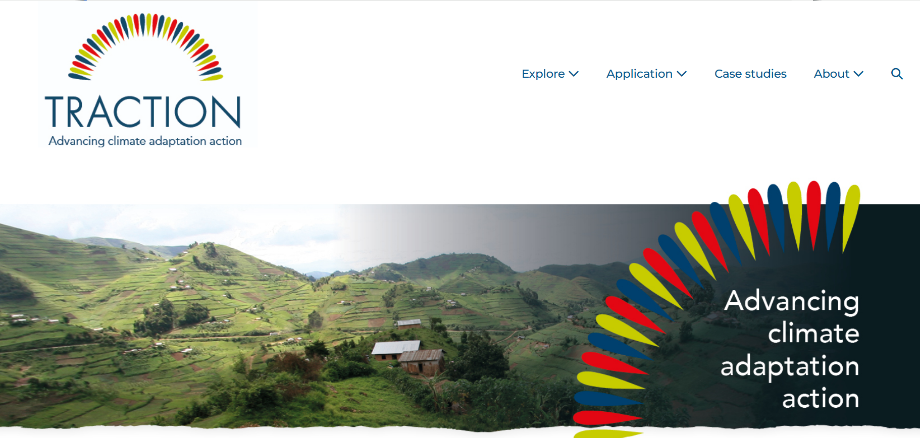 TRACTION
Advancing climate adaptation action
Explore
Application
Case studies
About
Advancing
climate
adaptation
action